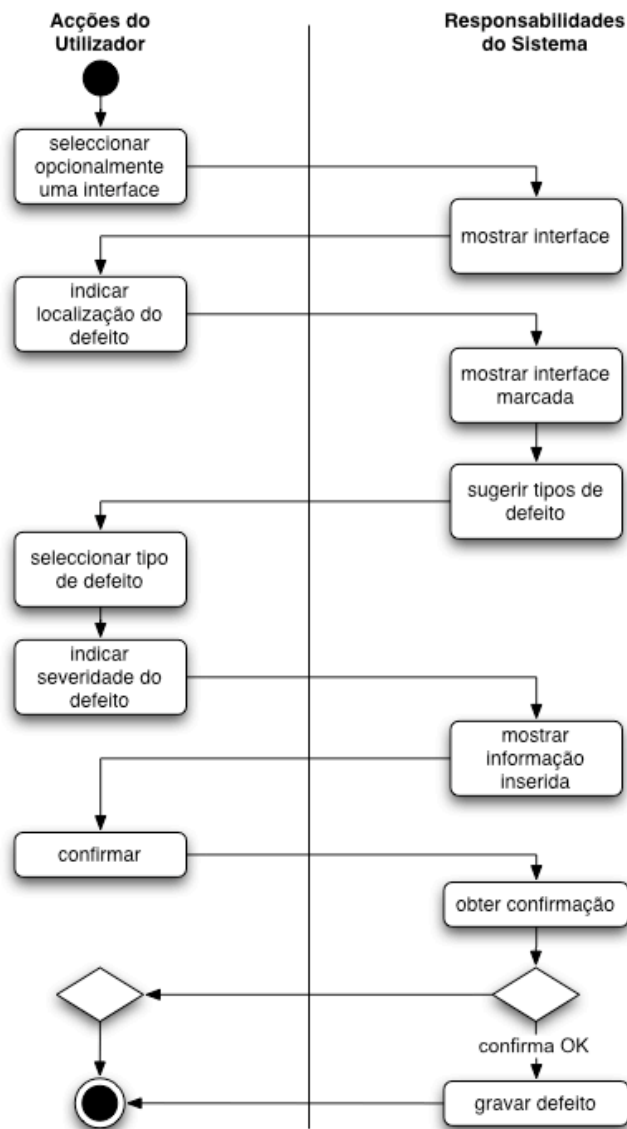 Acções do
Utilizador
Responsabilidades
do Sistema
seleccionar
opcionalmente
uma interface
mostrar interface
indicar
localização do
defeito
mostrar interface
marcada
sugerir tipos de
defeito
seleccionar tipo
de defeito
indicar
severidade do
defeito
mostrar
informação
inserida
confirmar
obter confirmação
confirma OK
gravar defeito